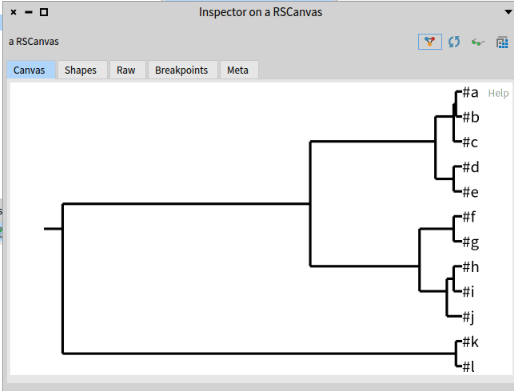 Inspector on a RSCanvas
a RSCanvas
Canvas Shapes Raw Breakpoints Meta
#a Help
#b
#c
#d
#e
#f
#g
#h
#i
#j
#k
#l